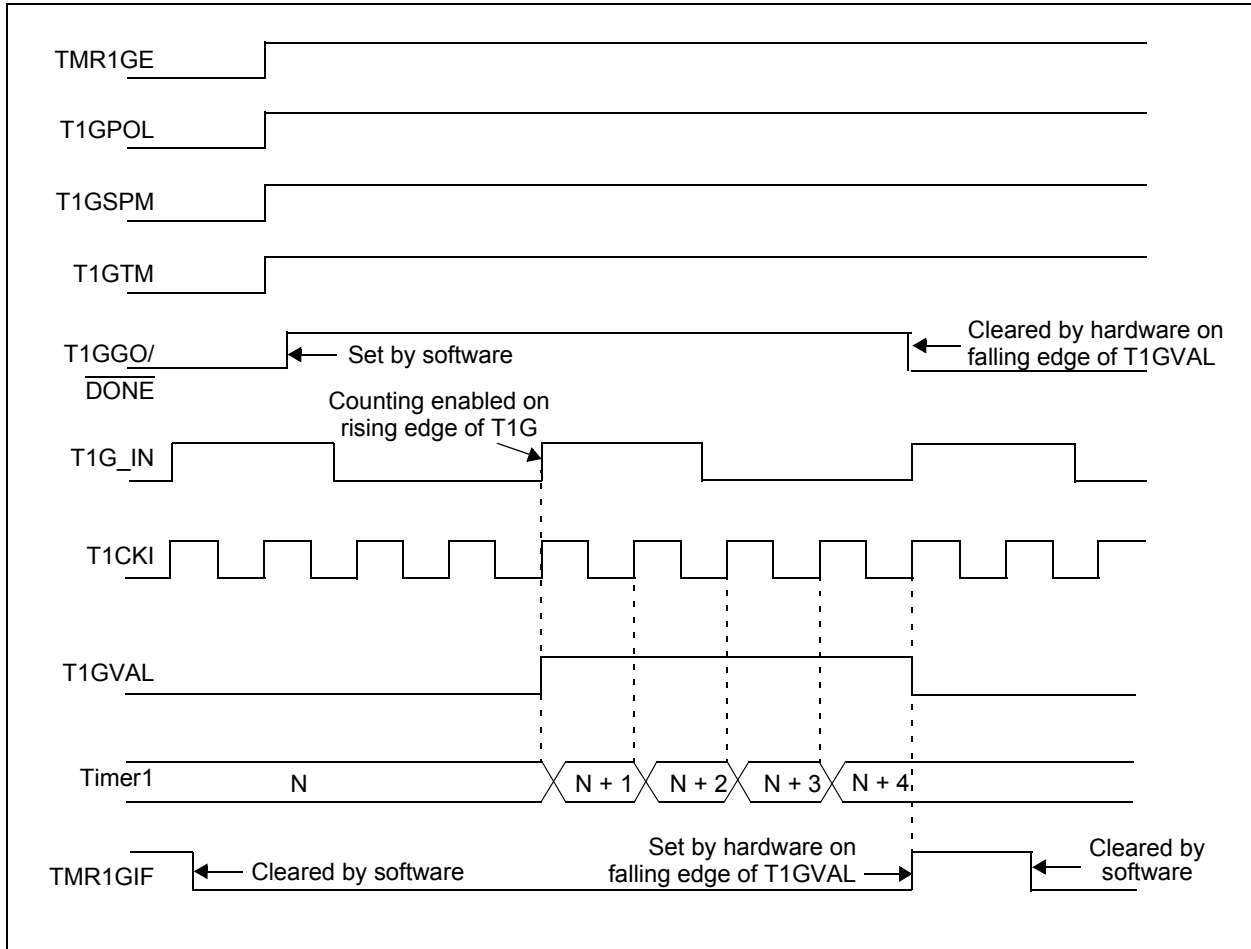 TMR1GE
T1GPOL
T1GSPM
T1GTM
T1GGO/
DONE
Set by software
Cleared by hardware on
falling edge of T1GVAL
Counting enabled on
rising edge of T1G
T1G_IN
T1CKI
T1GVAL
Timer1
N
N + 1
N + 2
N + 3
N + 4
TMR1GIF
Cleared by software
Set by hardware on
falling edge of T1GVAL
Cleared by
software